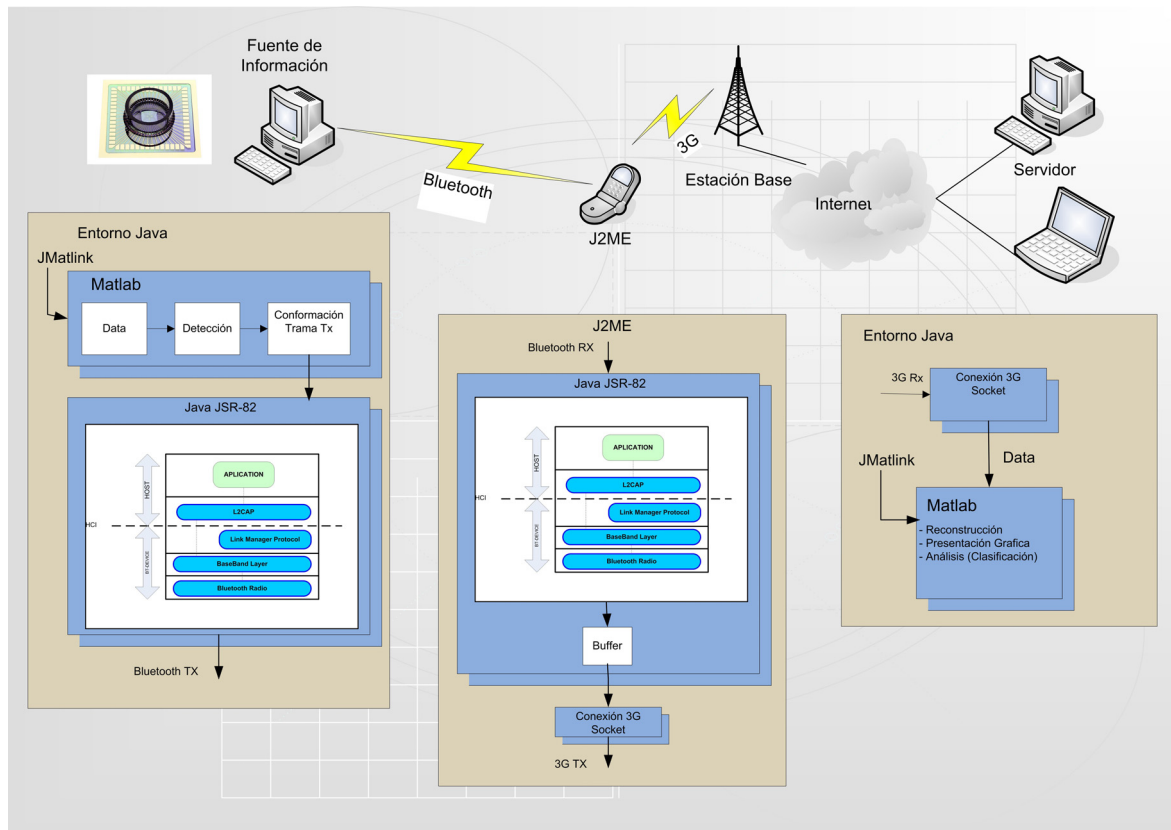 Fuente de
Información
Bluetooth
3G
Estación Base
J2ME
Internet
Servidor
Entorno Java
JMatlink
Matlab
Data
Detección
Conformación
Trama Tx
Java JSR-82
HOST
HCI
BT-DEVICE
APLICATION
L2CAP
Link Manager Protocol
BaseBand Layer
Bluetooth Radio
Bluetooth TX
J2ME
Bluetooth RX
Java JSR-82
HOST
HCI
BT-DEVICE
APLICATION
L2CAP
Link Manager Protocol
BaseBand Layer
Bluetooth Radio
Buffer
Conexión 3G
Socket
3G TX
Entorno Java
3G Rx
Conexión 3G
Socket
Data
JMatlink
Matlab
- Reconstrucción
- Presentación Grafica
- Análisis (Clasificación)